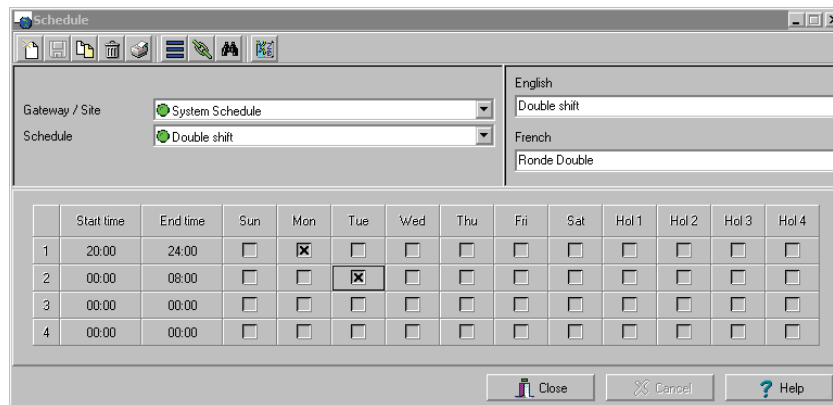 Schedule
English
Gateway / Site System Schedule Double shift
Schedule Double shift French
Ronde Double
Start time End time Sun Mon Tue Wed Thu Fri Sat Hol 1 Hol 2 Hol 3 Hol 4
1 20:00 24:00
2 00:00 08:00
3 00:00 00:00
4 00:00 00:00
Close Cancel Help